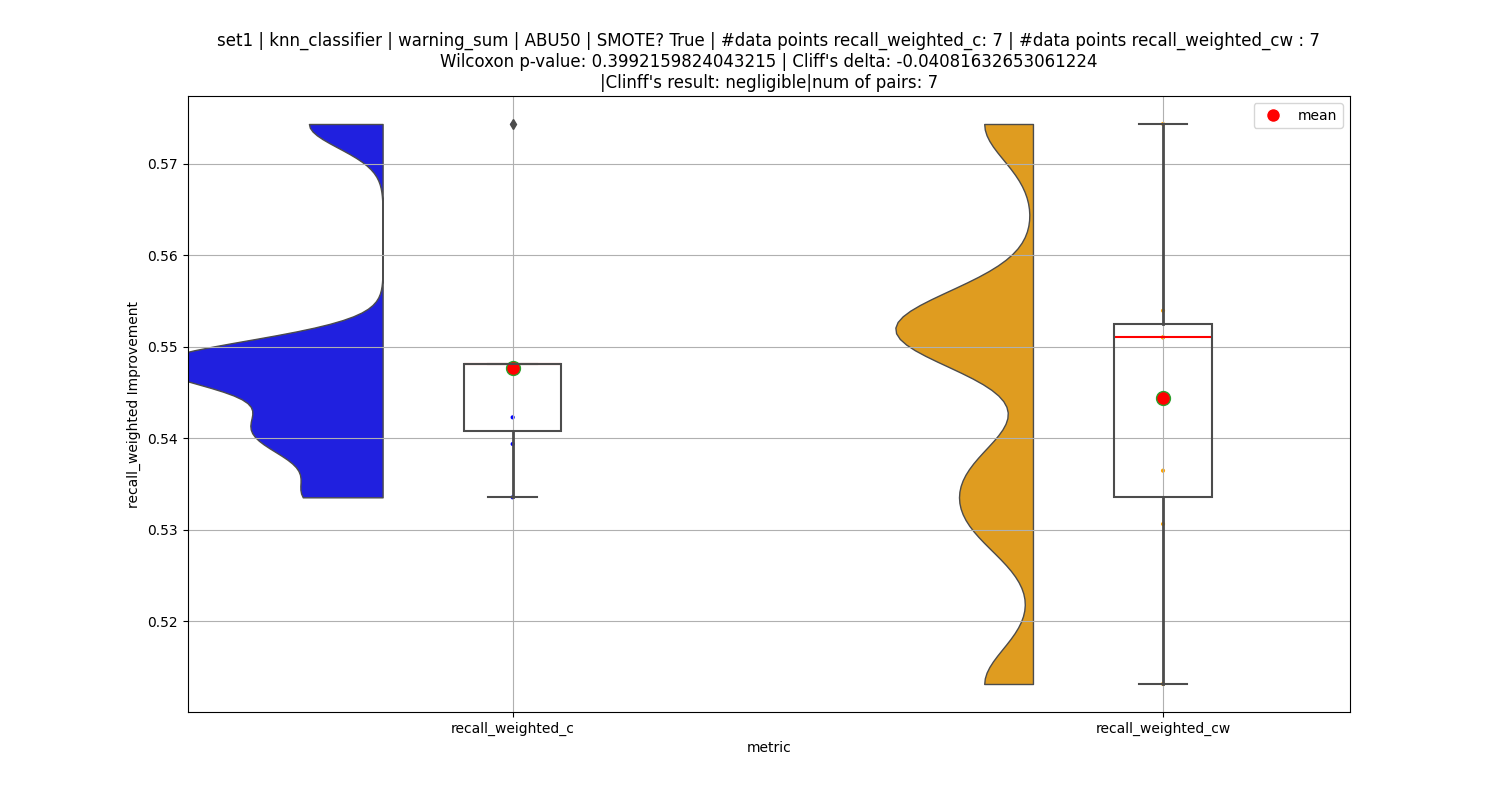 set1 | knn_classifier | warning_sum | ABU50 | SMOTE? True | #data points recall_weighted_c: 7 | #data points recall_weighted_cw : 7
Wilcoxon p-value: 0.3992159824043215 | Cliff's delta: -0.04081632653061224
|Clinff's result: negligible|num of pairs: 7
mean
0.57
0.56
0.55
0.54
0.53
0.52
recall_weighted Improvement
recall_weighted_c
recall_weighted_cw
metric